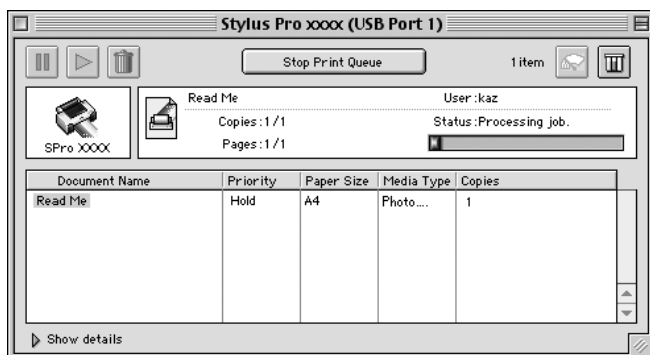 Stylus Pro xxxx (USB Port 1)
Stop Print Queue
1 item
Read Me
User :kaz
Copies :1 /1
Status :Processing job.
Pages :1 /1
SPro XXXX
Document Name Priority Paper Size Media Type Copies
Read Me Hold A4 Photo.... 1
Show details